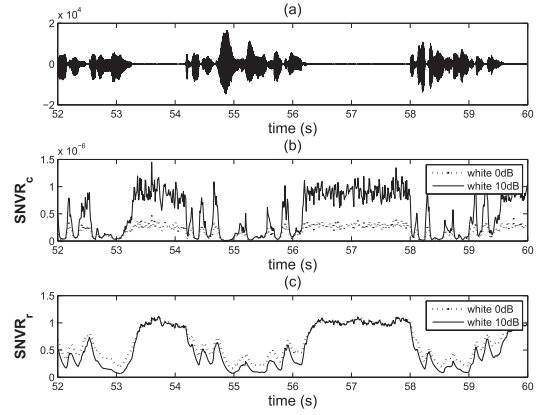 (a)
x 10^4
2
0
−2
52 53 54 55 56 57 58 59 60
time (s)
(b)
x 10^-6
1.5
1
0.5
0
SNVR_c
white 0dB
white 10dB
52 53 54 55 56 57 58 59 60
time (s)
(c)
1.5
1
0.5
0
SNVR_r
white 0dB
white 10dB
52 53 54 55 56 57 58 59 60
time (s)